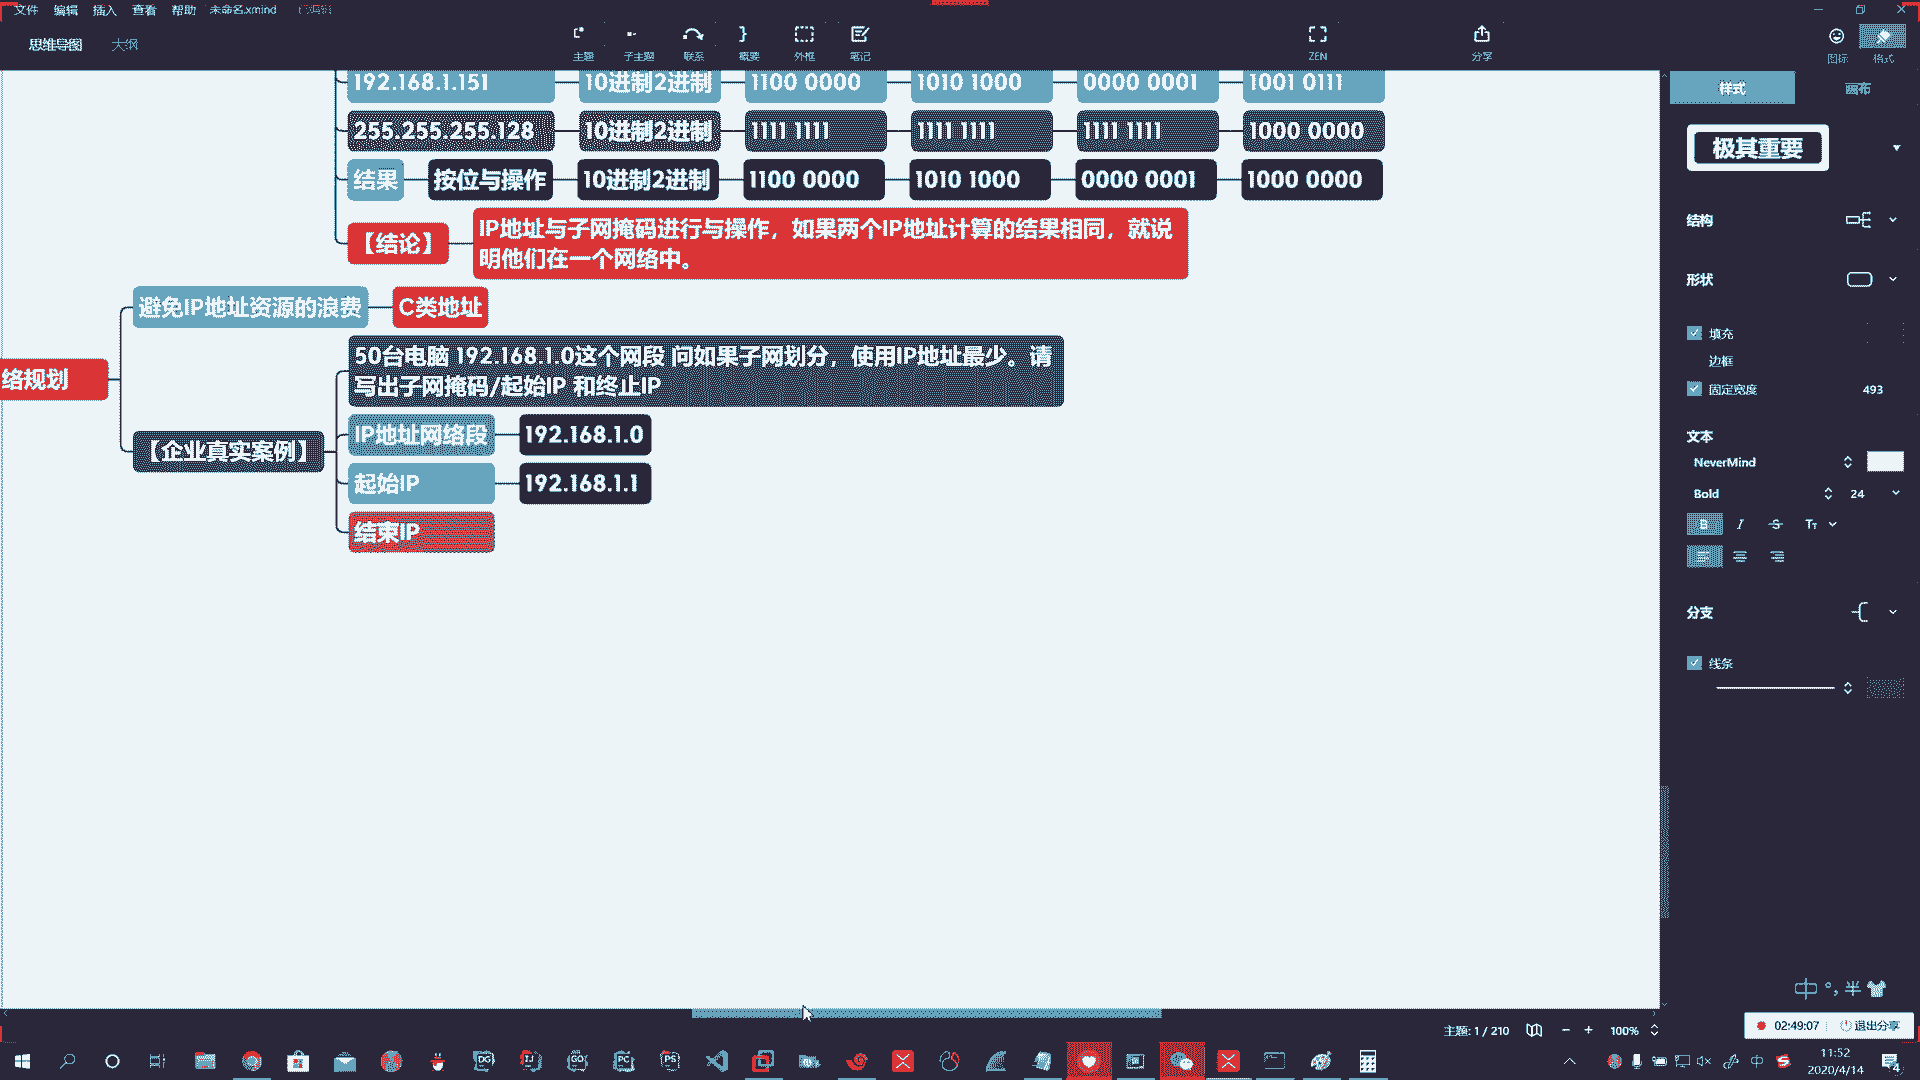 文件 编辑 插入 查看 帮助 未命名.xmind
思维导图 大纲
主题 子主题 联系 概要 外框 笔记 ZEN 分享 图标 格式
192.168.1.151 10进制2进制 1100 0000 1010 1000 0000 0001 1001 0111
255.255.255.128 10进制2进制 1111 1111 1111 1111 1111 1111 1000 0000
结果 按位与操作 10进制2进制 1100 0000 1010 1000 0000 0001 1000 0000
【结论】 IP地址与子网掩码进行与操作，如果两个IP地址计算的结果相同，就说
明他们在一个网络中。
避免IP地址资源的浪费 C类地址
络规划
【企业真实案例】
50台电脑 192.168.1.0这个网段 问如果子网划分，使用IP地址最少。请
写出子网掩码/起始IP 和终止IP
IP地址网络段 192.168.1.0
起始IP 192.168.1.1
结束IP
样式 画布
极其重要
结构
形状
填充
边框
固定宽度 493
文本
NeverMind
Bold 24
B I S Tт
分支
线条
中 °, 半
主题: 1 / 210 100%
02:49:07 退出分享
DG IJ GO PC PS
中
11:52
2020/4/14
4